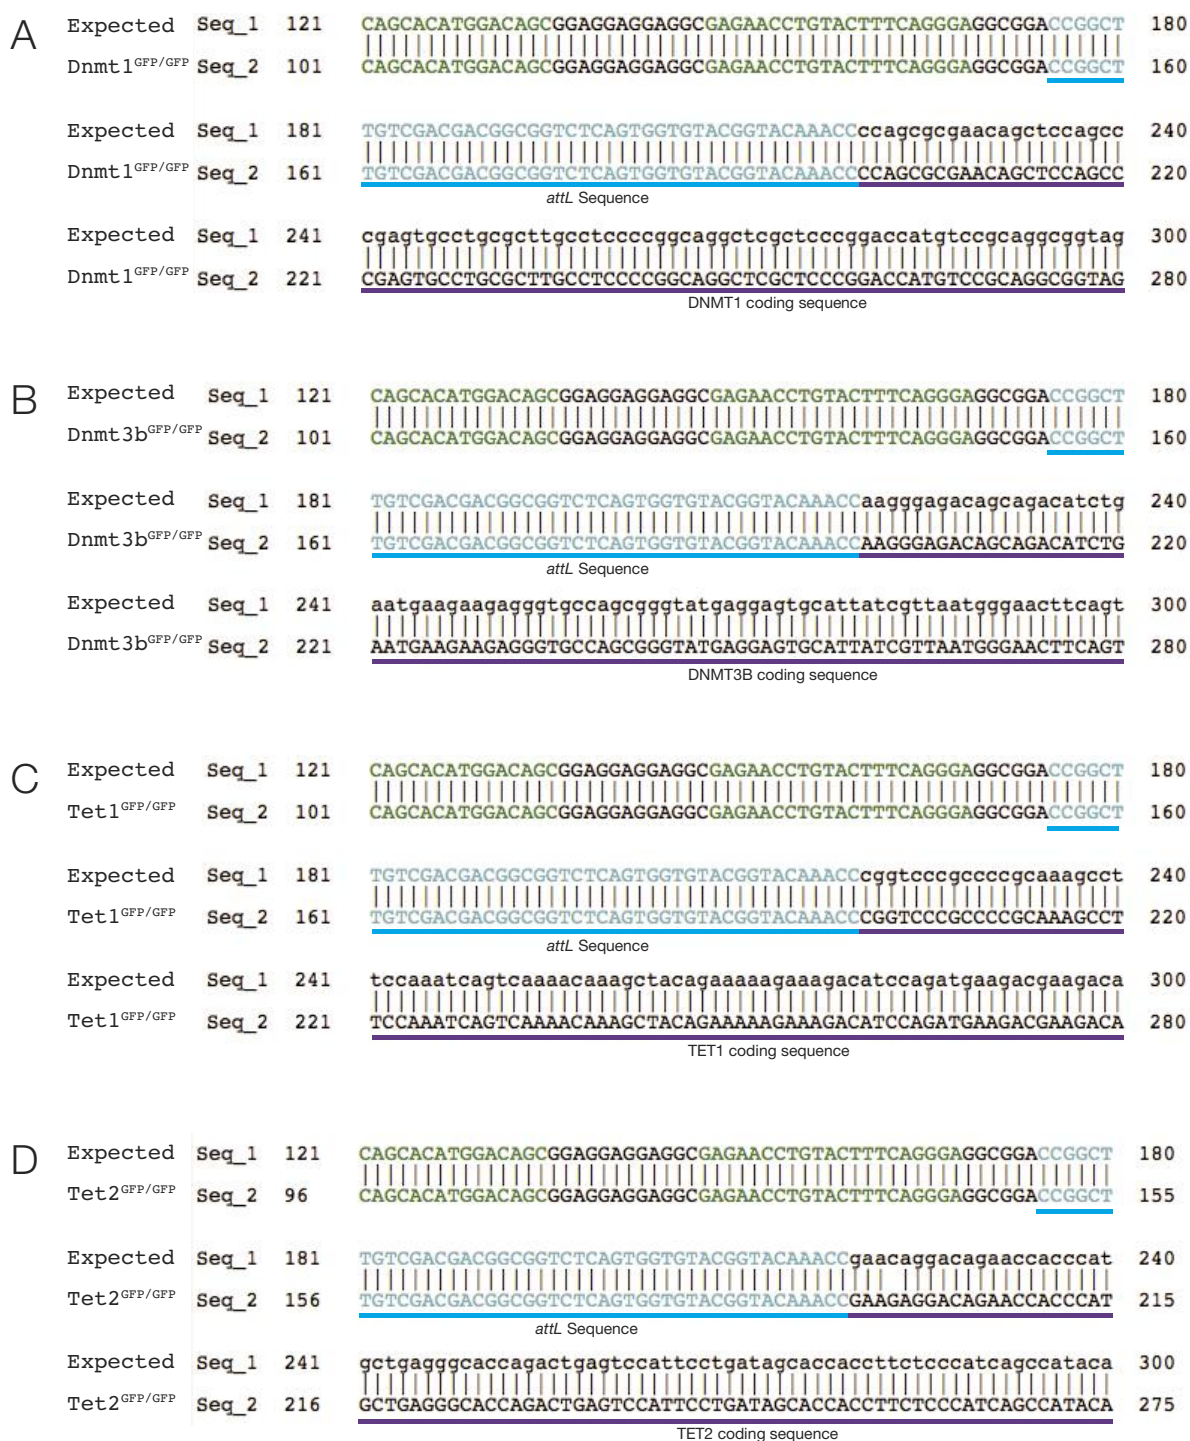 A Expected Seq_1 121 CAGCACATGGACAGCGGAGGAGGAGGCGAGAACCTGTACTTTCAGGGAGGCGGACCGGCT 180
Dnmt1GFP/GFP Seq_2 101 CAGCACATGGACAGCGGAGGAGGAGGCGAGAACCTGTACTTTCAGGGAGGCGGACCGGCT 160
Expected Seq_1 181 TGTCGACGACGGCGGTCTCAGTGGTGTACGGTACAAACCccagcgcgaacagctccagcc 240
Dnmt1GFP/GFP Seq_2 161 TGTCGACGACGGCGGTCTCAGTGGTGTACGGTACAAACCCCAGCGCGAACAGCTCCAGCC 220
attL Sequence
Expected Seq_1 241 cgagtgcctgcgcttgcctccccggcaggctcgctcccggaccatgtccgcaggcggtag 300
Dnmt1GFP/GFP Seq_2 221 CGAGTGCCTGCGCTTGCCTCCCCGGCAGGCTCGCTCCCGGACCATGTCCGCAGGCGGTAG 280
DNMT1 coding sequence
B Expected Seq_1 121 CAGCACATGGACAGCGGAGGAGGAGGCGAGAACCTGTACTTTCAGGGAGGCGGACCGGCT 180
Dnmt3bGFP/GFP Seq_2 101 CAGCACATGGACAGCGGAGGAGGAGGCGAGAACCTGTACTTTCAGGGAGGCGGACCGGCT 160
Expected Seq_1 181 TGTCGACGACGGCGGTCTCAGTGGTGTACGGTACAAACCaagggagacagcagacatctg 240
Dnmt3bGFP/GFP Seq_2 161 TGTCGACGACGGCGGTCTCAGTGGTGTACGGTACAAACCAAGGGAGACAGCAGACATCTG 220
attL Sequence
Expected Seq_1 241 aatgaagaagagggtgccagcgggtatgaggagtgcattatcgttaatgggaacttcagt 300
Dnmt3bGFP/GFP Seq_2 221 AATGAAGAAGAGGGTGCCAGCGGGTATGAGGAGTGCATTATCGTTAATGGGAACTTCAGT 280
DNMT3B coding sequence
C Expected Seq_1 121 CAGCACATGGACAGCGGAGGAGGAGGCGAGAACCTGTACTTTCAGGGAGGCGGACCGGCT 180
Tet1GFP/GFP Seq_2 101 CAGCACATGGACAGCGGAGGAGGAGGCGAGAACCTGTACTTTCAGGGAGGCGGACCGGCT 160
Expected Seq_1 181 TGTCGACGACGGCGGTCTCAGTGGTGTACGGTACAAACCcggtcccgccccgcaaagcct 240
Tet1GFP/GFP Seq_2 161 TGTCGACGACGGCGGTCTCAGTGGTGTACGGTACAAACCCGGTCCCGCCCCGCAAAGCCT 220
attL Sequence
Expected Seq_1 241 tccaaatcagtcaaaacaaagctacagaaaaagaaagacatccagatgaagacgaagaca 300
Tet1GFP/GFP Seq_2 221 TCCAAATCAGTCAAAACAAAGCTACAGAAAAAGAAAGACATCCAGATGAAGACGAAGACA 280
TET1 coding sequence
D Expected Seq_1 121 CAGCACATGGACAGCGGAGGAGGAGGCGAGAACCTGTACTTTCAGGGAGGCGGACCGGCT 180
Tet2GFP/GFP Seq_2 96 CAGCACATGGACAGCGGAGGAGGAGGCGAGAACCTGTACTTTCAGGGAGGCGGACCGGCT 155
Expected Seq_1 181 TGTCGACGACGGCGGTCTCAGTGGTGTACGGTACAAACCgaacaggacagaaccacccat 240
Tet2GFP/GFP Seq_2 156 TGTCGACGACGGCGGTCTCAGTGGTGTACGGTACAAACCGAAGAGGACAGAACCACCCAT 215
attL Sequence
Expected Seq_1 241 gctgagggcaccagactgagtccattcctgatagcaccaccttctcccatcagccataca 300
Tet2GFP/GFP Seq_2 216 GCTGAGGGCACCAGACTGAGTCCATTCCTGATAGCACCACCTTCTCCCATCAGCCATACA 275
TET2 coding sequence